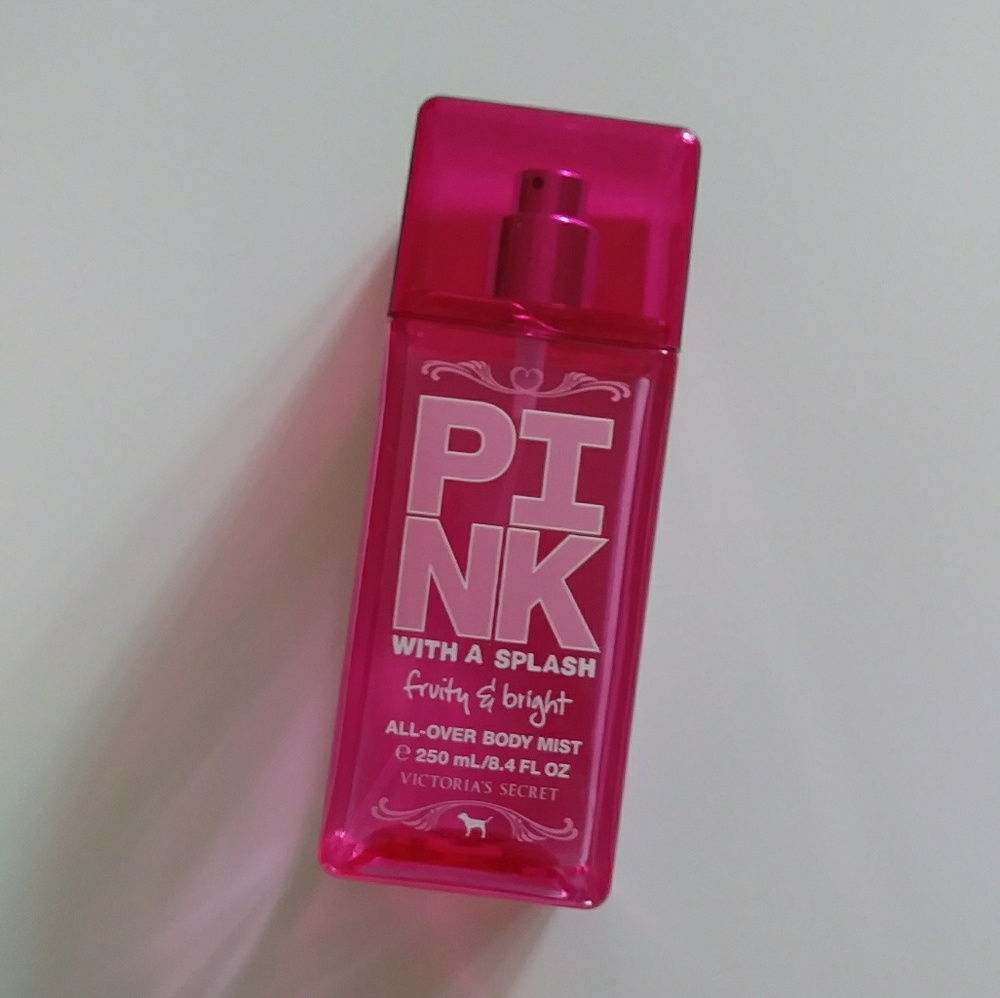 PI
NK
WITH A SPLASH
fruity & bright
ALL-OVER BODY MIST
℮ 250 mL/8.4 FL OZ
VICTORIA'S SECRET